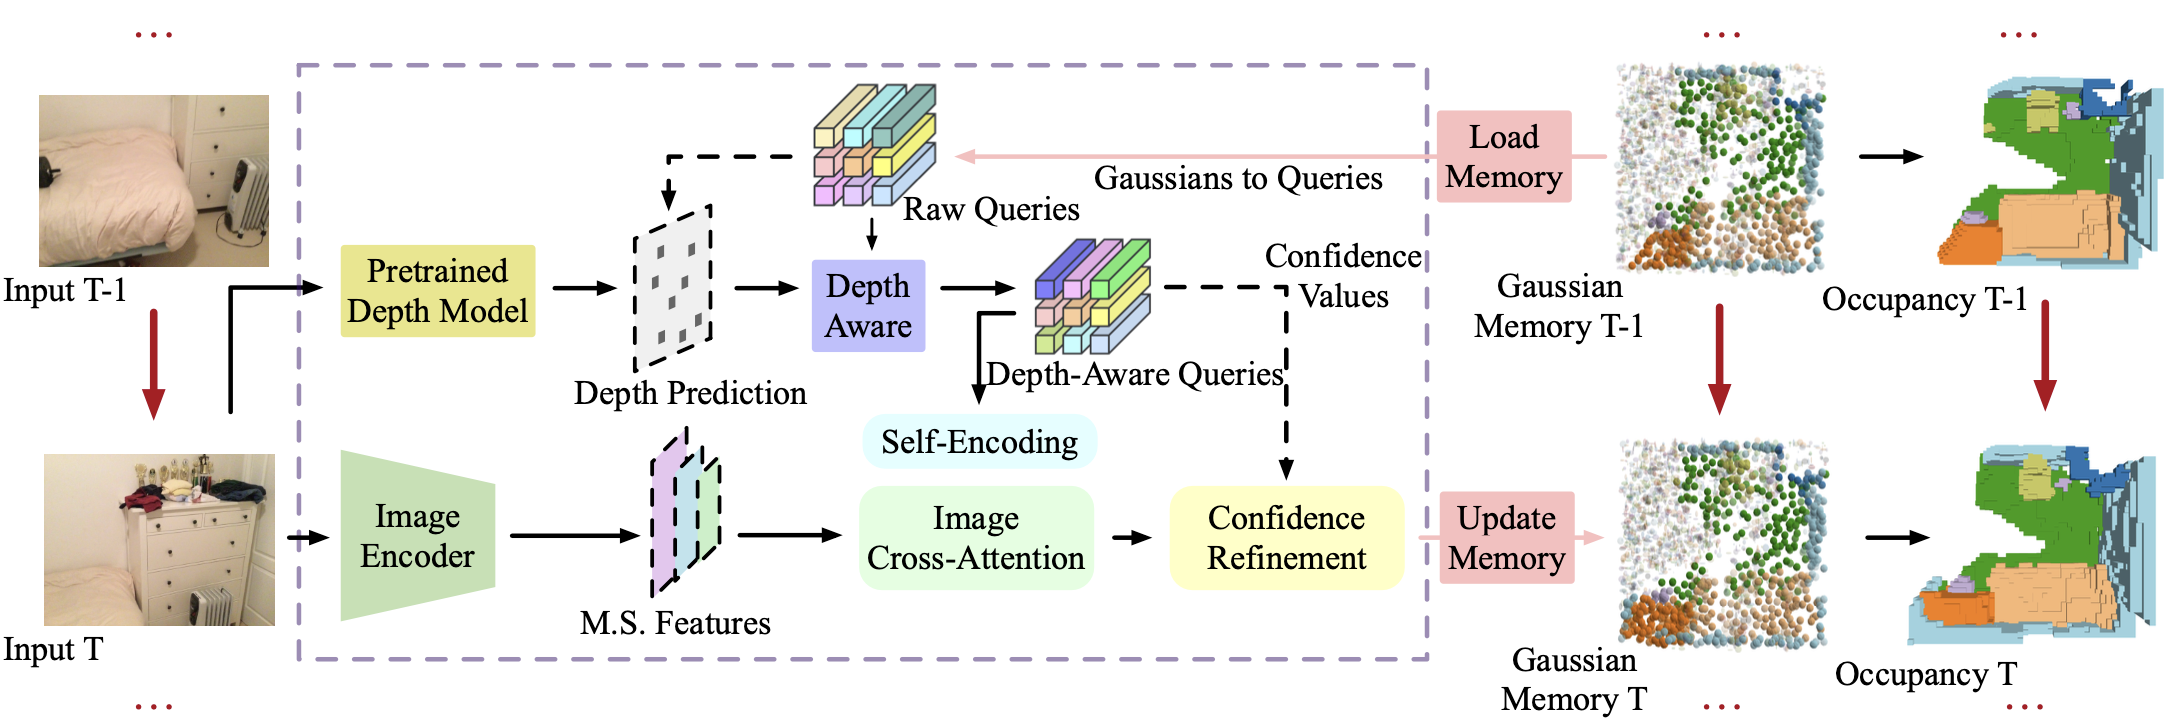 Input T-1
Input T
Pretrained
Depth Model
Depth Prediction
Raw Queries
Depth
Aware
Gaussians to Queries
Load
Memory
Confidence
Values
Depth-Aware Queries
Self-Encoding
Image
Encoder
M.S. Features
Image
Cross-Attention
Confidence
Refinement
Update
Memory
Gaussian
Memory T-1
Occupancy T-1
Gaussian
Memory T
Occupancy T